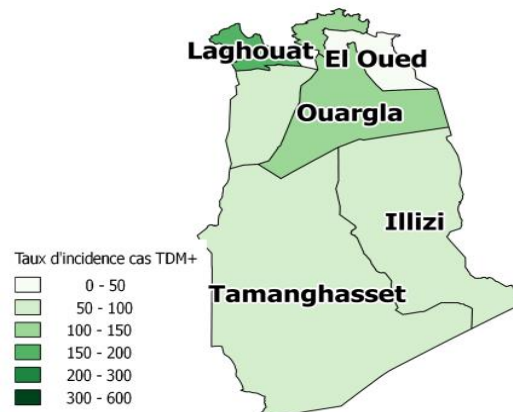 Laghouat
El Oued
Ouargla
Illizi
Tamanghasset
Taux d'incidence cas TDM+
0 - 50
50 - 100
100 - 150
150 - 200
200 - 300
300 - 600